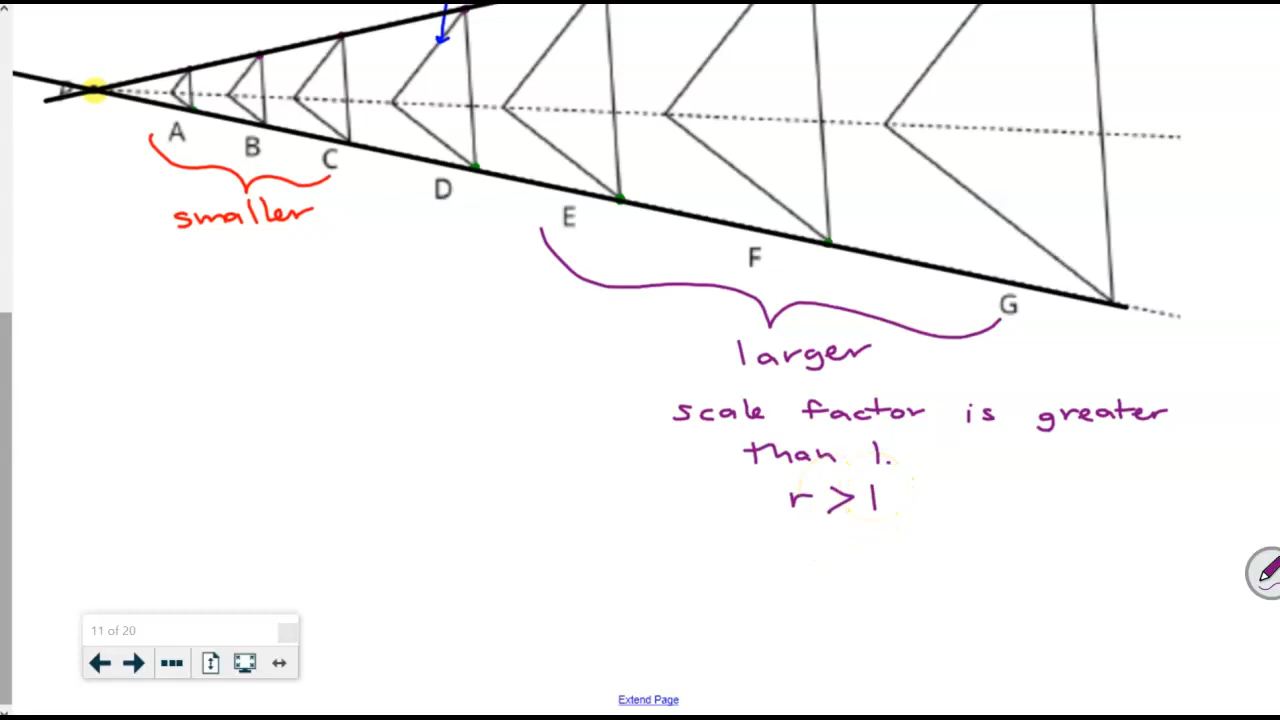 A
B
C
D
E
F
G
smaller
larger
scale factor is greater
than 1.
r > 1
11 of 20
Extend Page